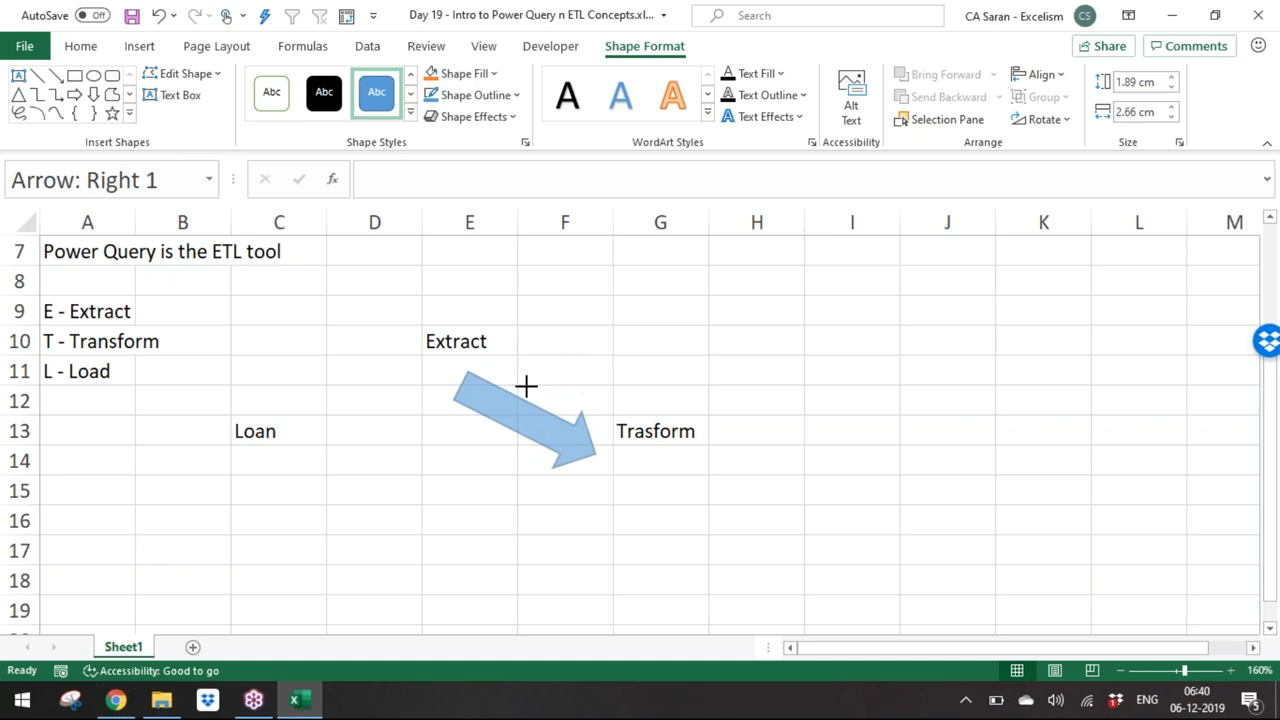 AutoSave Off Day 19 - Intro to Power Query n ETL Concepts.xl... Search CA Saran - Excelism CS
File Home Insert Page Layout Formulas Data Review View Developer Shape Format Share Comments
Edit Shape Abc Abc Abc Shape Fill A A A Text Fill Bring Forward Align 1.89 cm
Text Box Shape Outline Text Outline Alt Text Send Backward Group
Shape Effects Text Effects Selection Pane Rotate 2.66 cm
Insert Shapes Shape Styles WordArt Styles Accessibility Arrange Size
Arrow: Right 1 fx
A B C D E F G H I J K L M
7 Power Query is the ETL tool
8
9 E - Extract
10 T - Transform Extract
11 L - Load
12
13 Loan Trasform
14
15
16
17
18
19
Sheet1
Ready Accessibility: Good to go 160%
ENG 06:40
06-12-2019 5